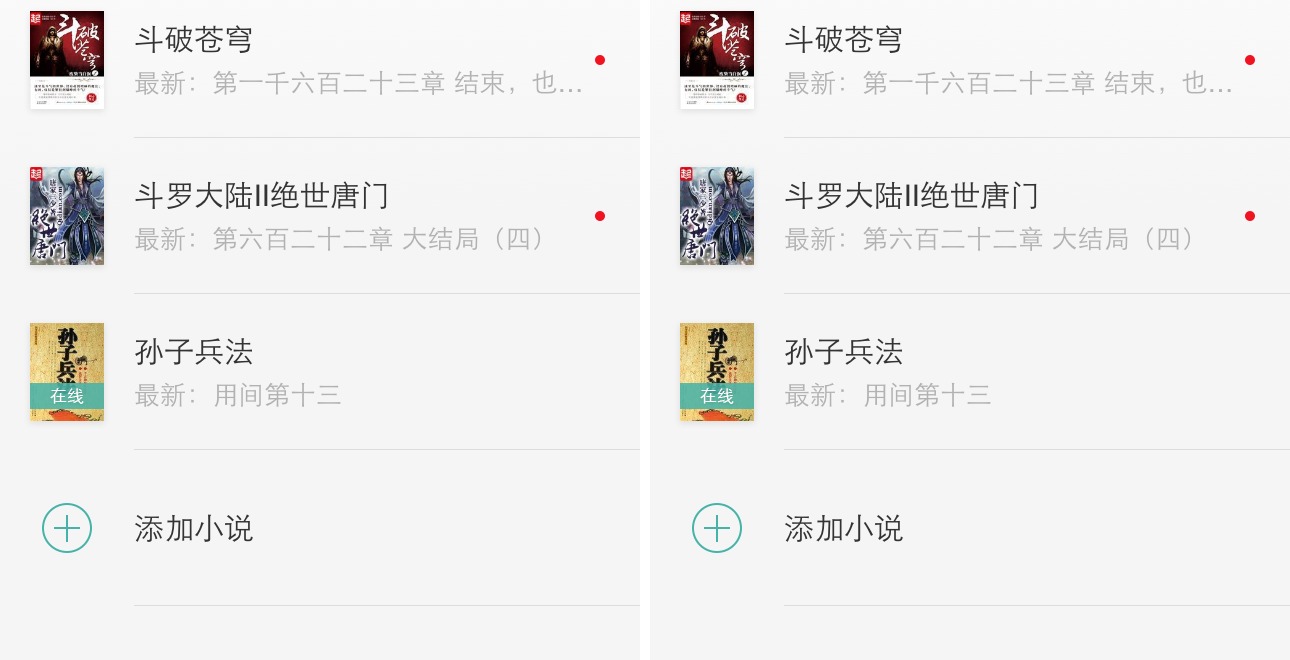 斗破苍穹
最新：第一千六百二十三章 结束，也...
斗罗大陆II绝世唐门
最新：第六百二十二章 大结局（四）
孙子兵法
在线
最新：用间第十三
添加小说
斗破苍穹
最新：第一千六百二十三章 结束，也...
斗罗大陆II绝世唐门
最新：第六百二十二章 大结局（四）
孙子兵法
在线
最新：用间第十三
添加小说